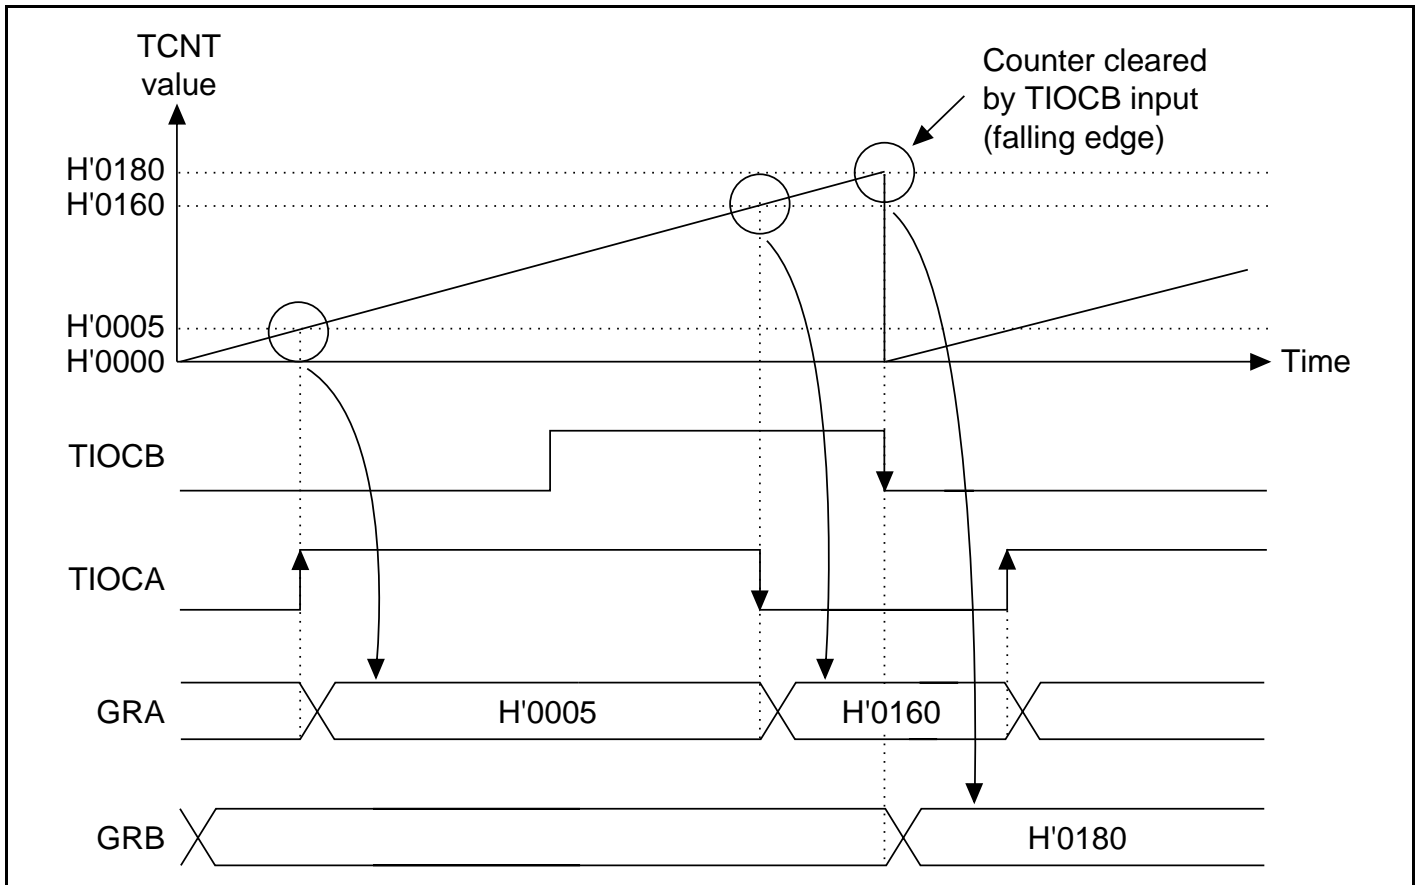 TCNT
value
Counter cleared
by TIOCB input
(falling edge)
H'0180
H'0160
H'0005
H'0000
Time
TIOCB
TIOCA
GRA
H'0005
H'0160
GRB
H'0180